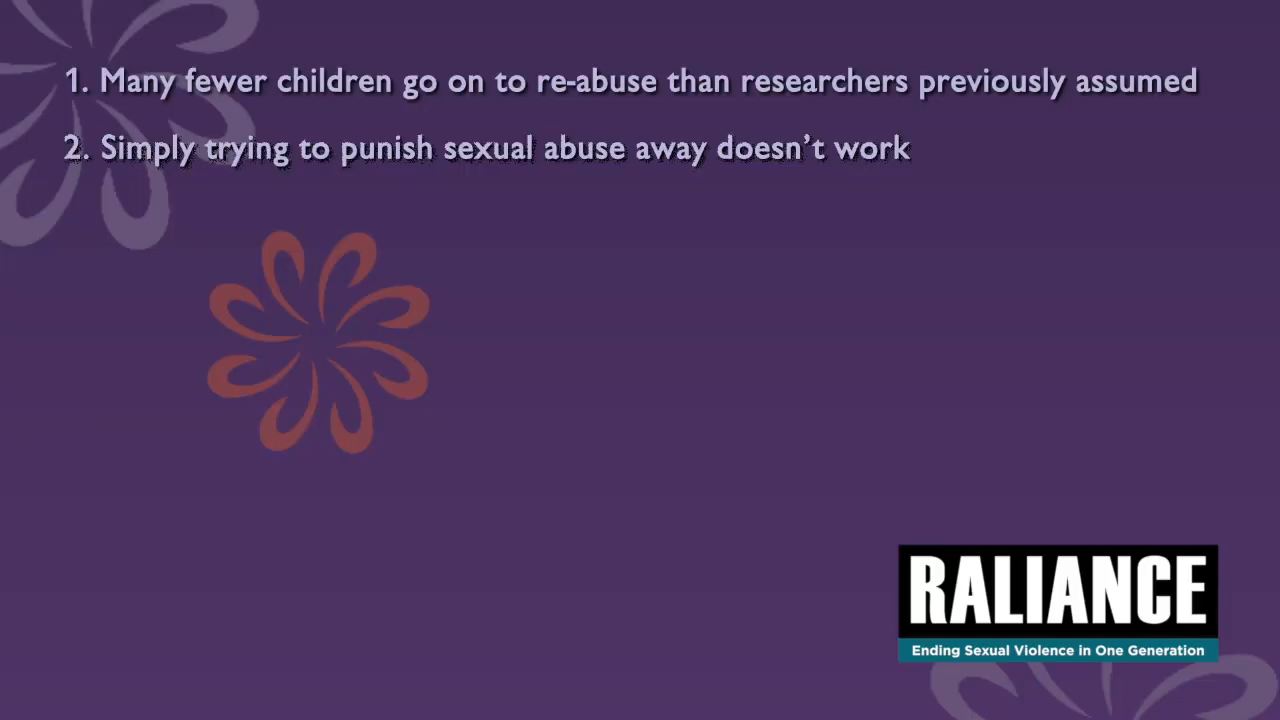 1. Many fewer children go on to re-abuse than researchers previously assumed
2. Simply trying to punish sexual abuse away doesn’t work
RALIANCE
Ending Sexual Violence in One Generation